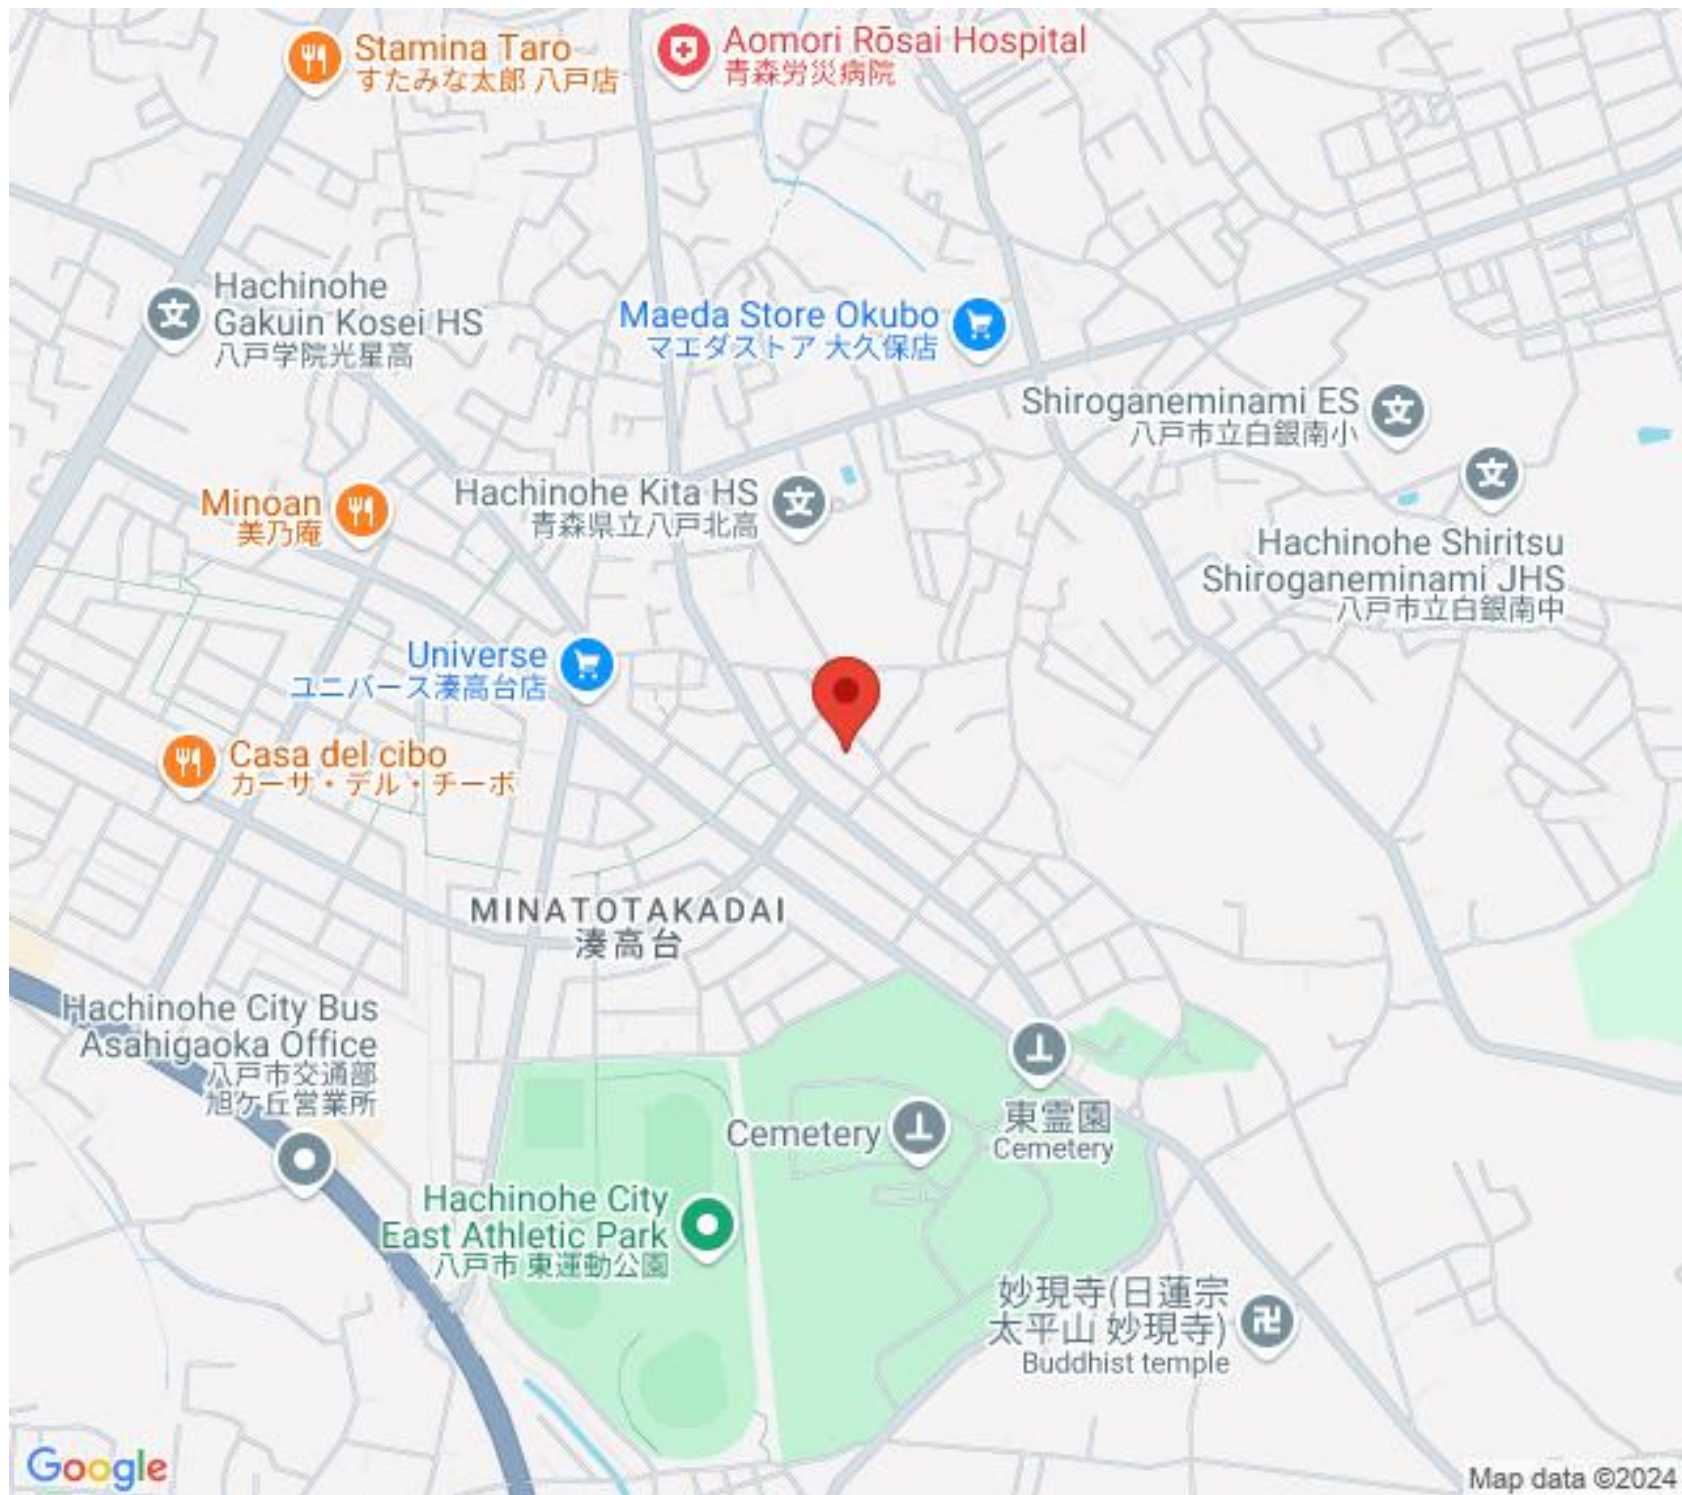 Stamina Taro
すたみな太郎 八戸店
Aomori Rōsai Hospital
青森労災病院
Hachinohe
Gakuin Kosei HS
八戸学院光星高
Maeda Store Okubo
マエダストア 大久保店
Shiroganeminami ES
八戸市立白銀南小
Minoan
美乃庵
Hachinohe Kita HS
青森県立八戸北高
Hachinohe Shiritsu
Shiroganeminami JHS
八戸市立白銀南中
Universe
ユニバース湊高台店
Casa del cibo
カーサ・デル・チーボ
MINATOTAKADAI
湊高台
Hachinohe City Bus
Asahigaoka Office
八戸市交通部
旭ケ丘営業所
Cemetery
東霊園
Cemetery
Hachinohe City
East Athletic Park
八戸市 東運動公園
妙現寺(日蓮宗
太平山 妙現寺)
Buddhist temple
Google
Map data ©2024